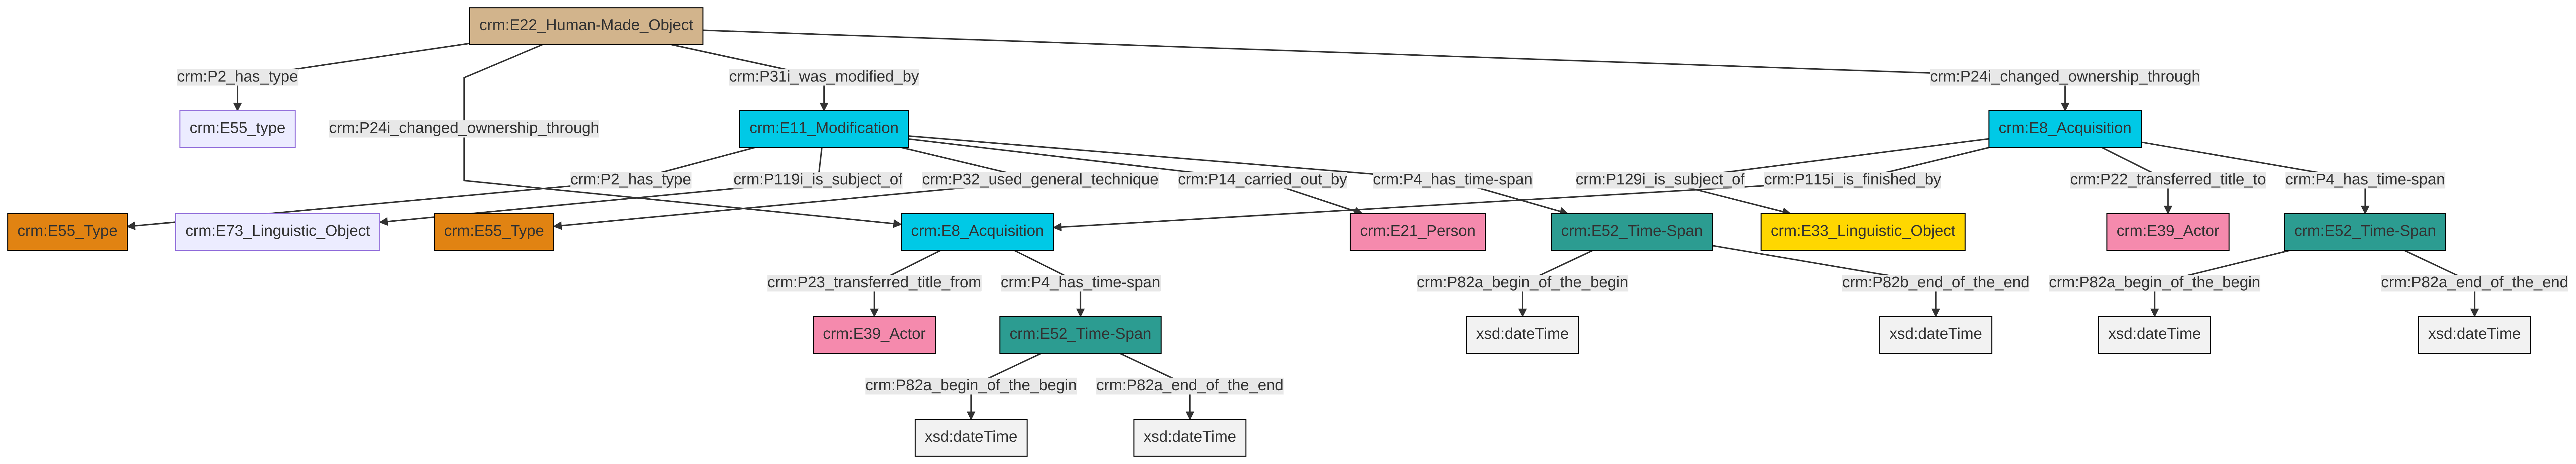 crm:E22_Human-Made_Object
crm:P2_has_type
crm:P31i_was_modified_by
crm:P24i_changed_ownership_through
crm:E55_type
crm:P24i_changed_ownership_through
crm:E11_Modification
crm:E8_Acquisition
crm:P2_has_type
crm:P119i_is_subject_of
crm:P32_used_general_technique
crm:P14_carried_out_by
crm:P4_has_time-span
crm:P129i_is_subject_of
crm:P115i_is_finished_by
crm:P22_transferred_title_to
crm:P4_has_time-span
crm:E55_Type
crm:E73_Linguistic_Object
crm:E55_Type
crm:E8_Acquisition
crm:E21_Person
crm:E52_Time-Span
crm:E33_Linguistic_Object
crm:E39_Actor
crm:E52_Time-Span
crm:P23_transferred_title_from
crm:P4_has_time-span
crm:P82a_begin_of_the_begin
crm:P82b_end_of_the_end
crm:P82a_begin_of_the_begin
crm:P82a_end_of_the_end
crm:E39_Actor
crm:E52_Time-Span
xsd:dateTime
xsd:dateTime
xsd:dateTime
xsd:dateTime
crm:P82a_begin_of_the_begin
crm:P82a_end_of_the_end
xsd:dateTime
xsd:dateTime